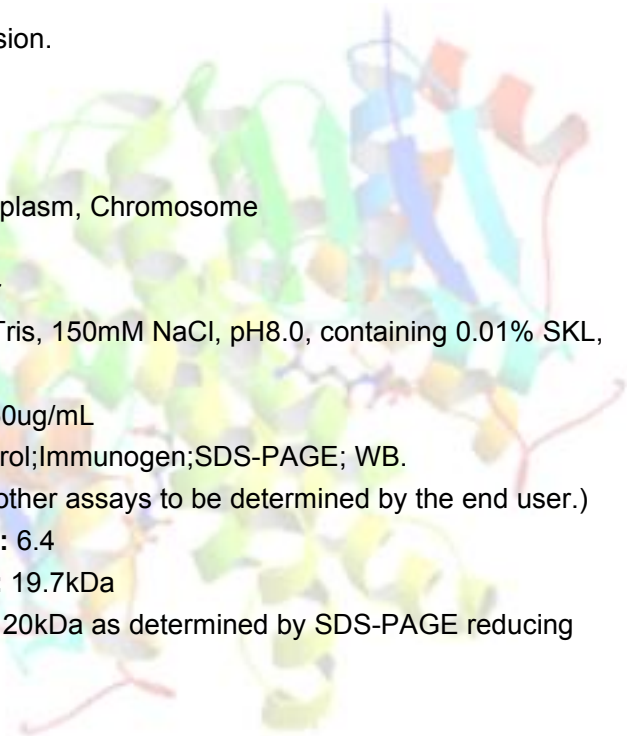 sion.
plasm, Chromosome
Tris, 150mM NaCl, pH8.0, containing 0.01% SKL,
0ug/mL
rol;Immunogen;SDS-PAGE; WB.
other assays to be determined by the end user.)
: 6.4
: 19.7kDa
20kDa as determined by SDS-PAGE reducing